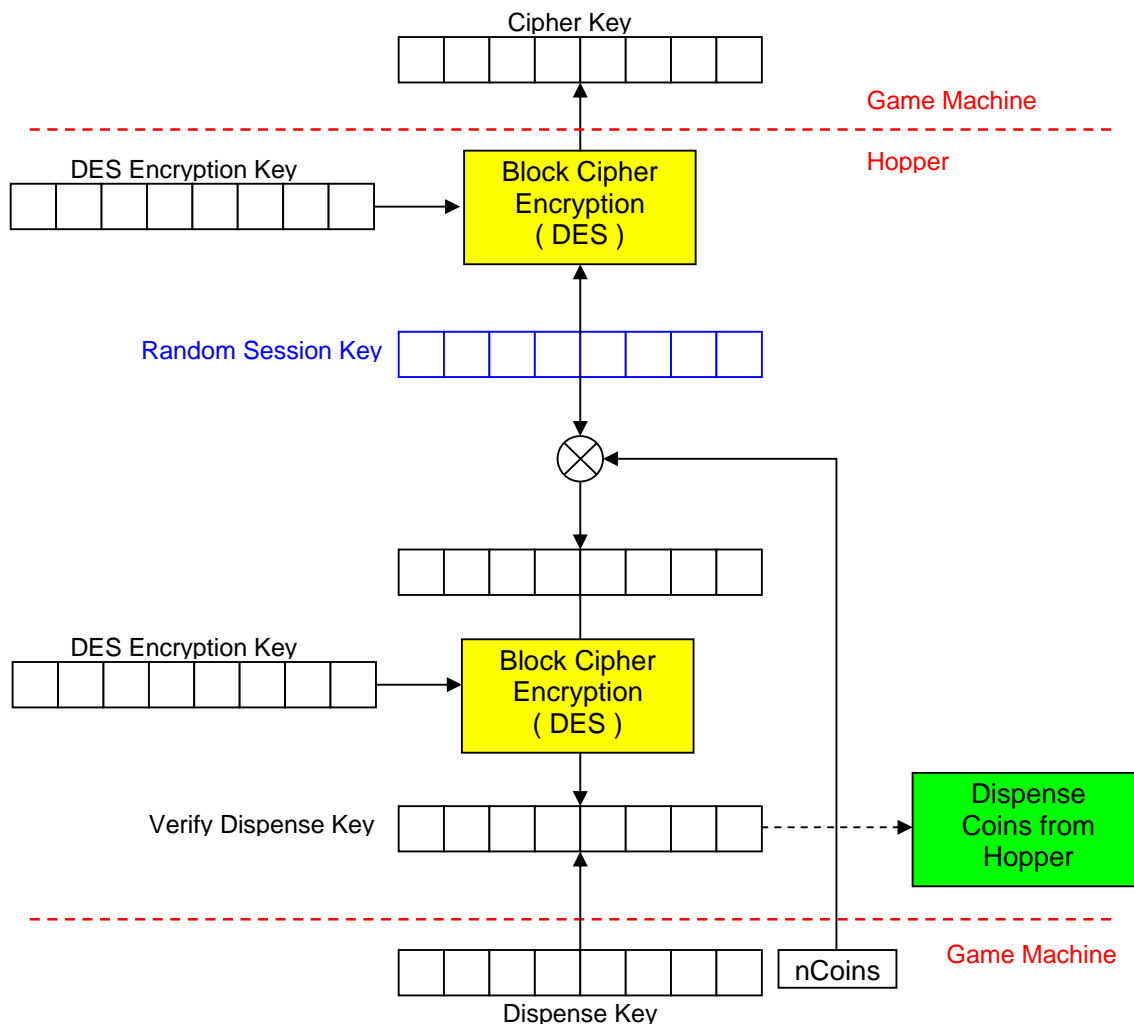 Cipher Key
Game Machine
Hopper
DES Encryption Key
Block Cipher
Encryption
( DES )
Random Session Key
DES Encryption Key
Block Cipher
Encryption
( DES )
Verify Dispense Key
Dispense
Coins from
Hopper
Game Machine
nCoins
Dispense Key